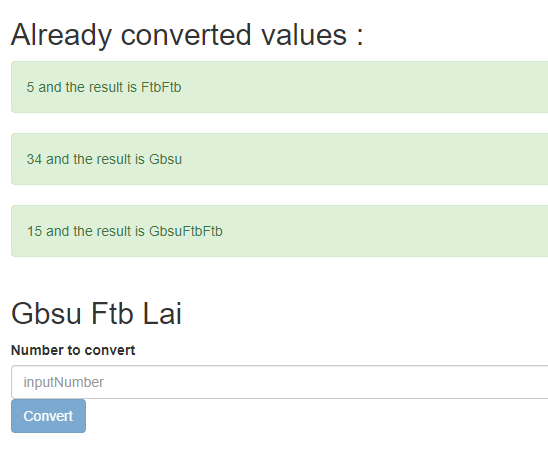 Already converted values :
5 and the result is FtbFtb
34 and the result is Gbsu
15 and the result is GbsuFtbFtb
Gbsu Ftb Lai
Number to convert
inputNumber
Convert